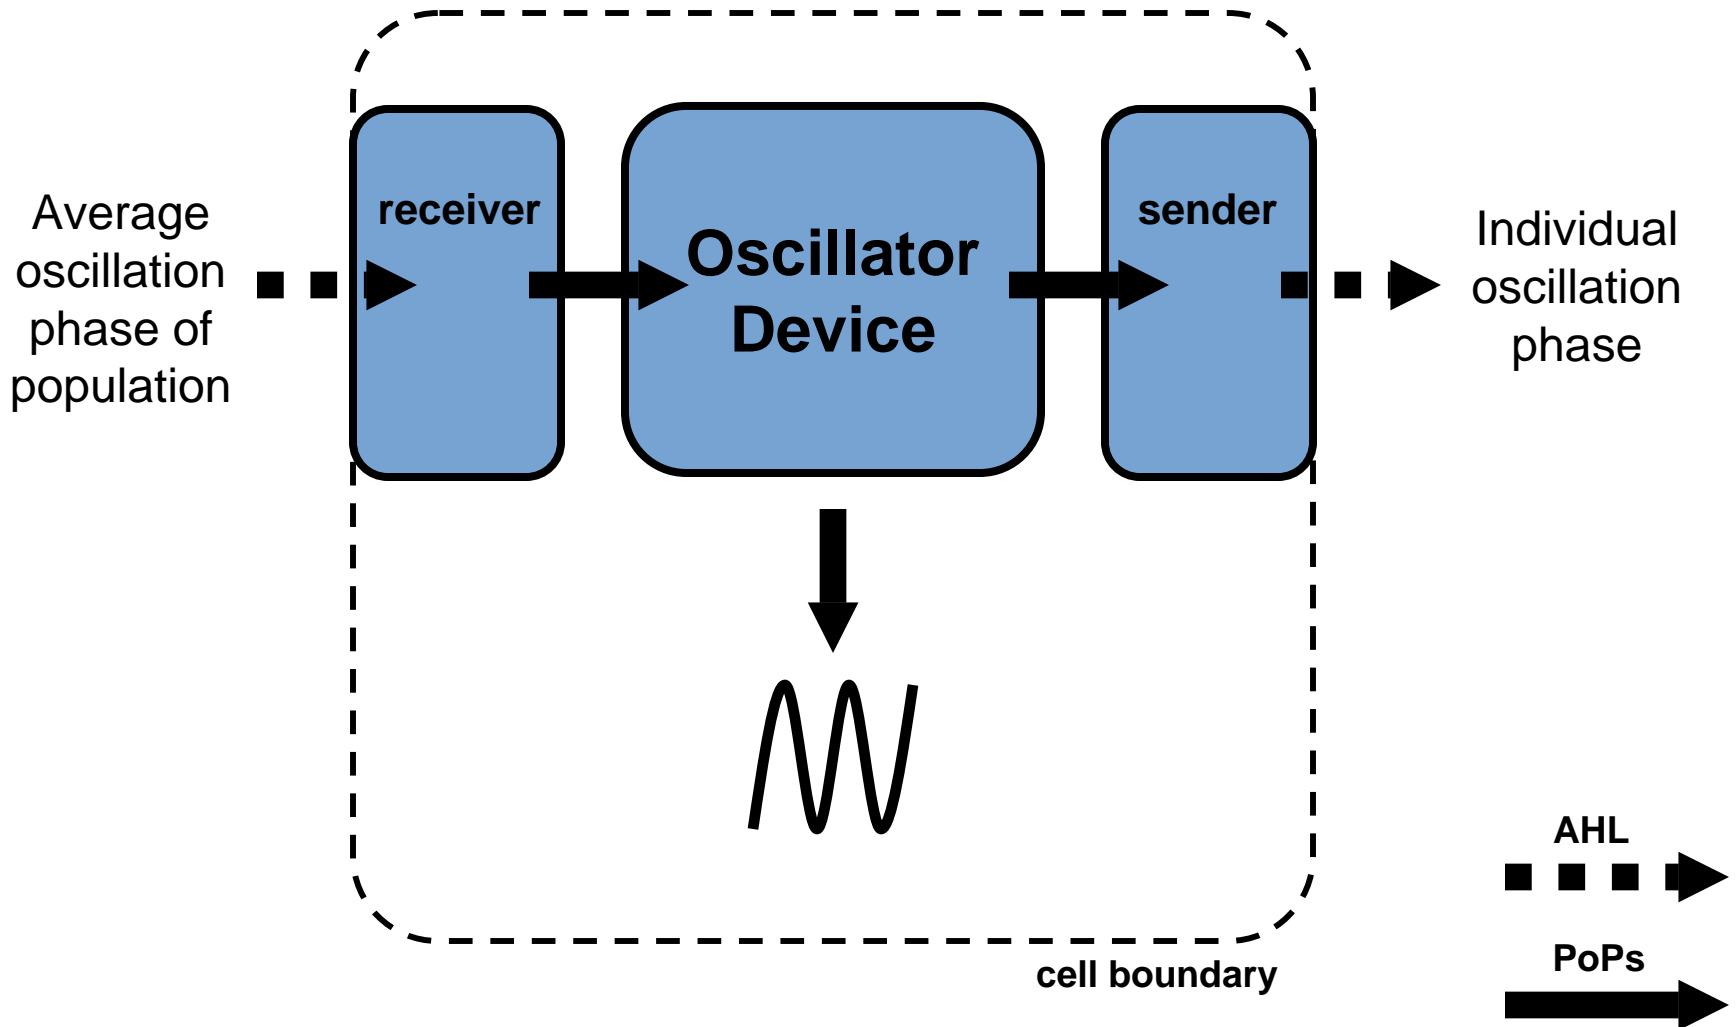 Average
oscillation
phase of
population
receiver
Oscillator
Device
sender
Individual
oscillation
phase
AHL
PoPs
cell boundary